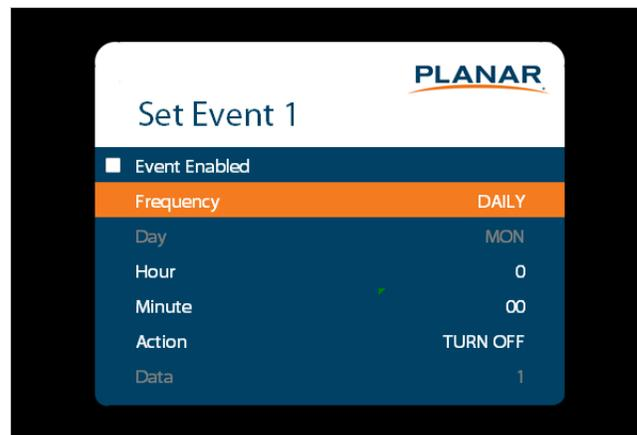 PLANAR
Set Event 1
Event Enabled
Frequency DAILY
Day MON
Hour 0
Minute 00
Action TURN OFF
Data 1